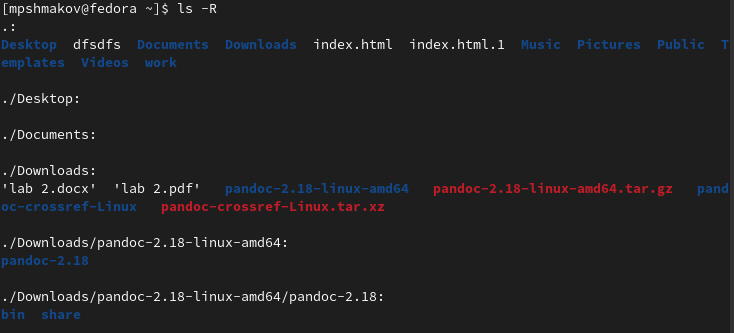 [mpshmakov@fedora ~]$ ls -R
.:
Desktop  dfsdfs  Documents  Downloads  index.html  index.html.1  Music  Pictures  Public  T
emplates  Videos  work

./Desktop:

./Documents:

./Downloads:
'lab 2.docx'  'lab 2.pdf'   pandoc-2.18-linux-amd64   pandoc-2.18-linux-amd64.tar.gz   pand
oc-crossref-Linux   pandoc-crossref-Linux.tar.xz

./Downloads/pandoc-2.18-linux-amd64:
pandoc-2.18

./Downloads/pandoc-2.18-linux-amd64/pandoc-2.18:
bin  share